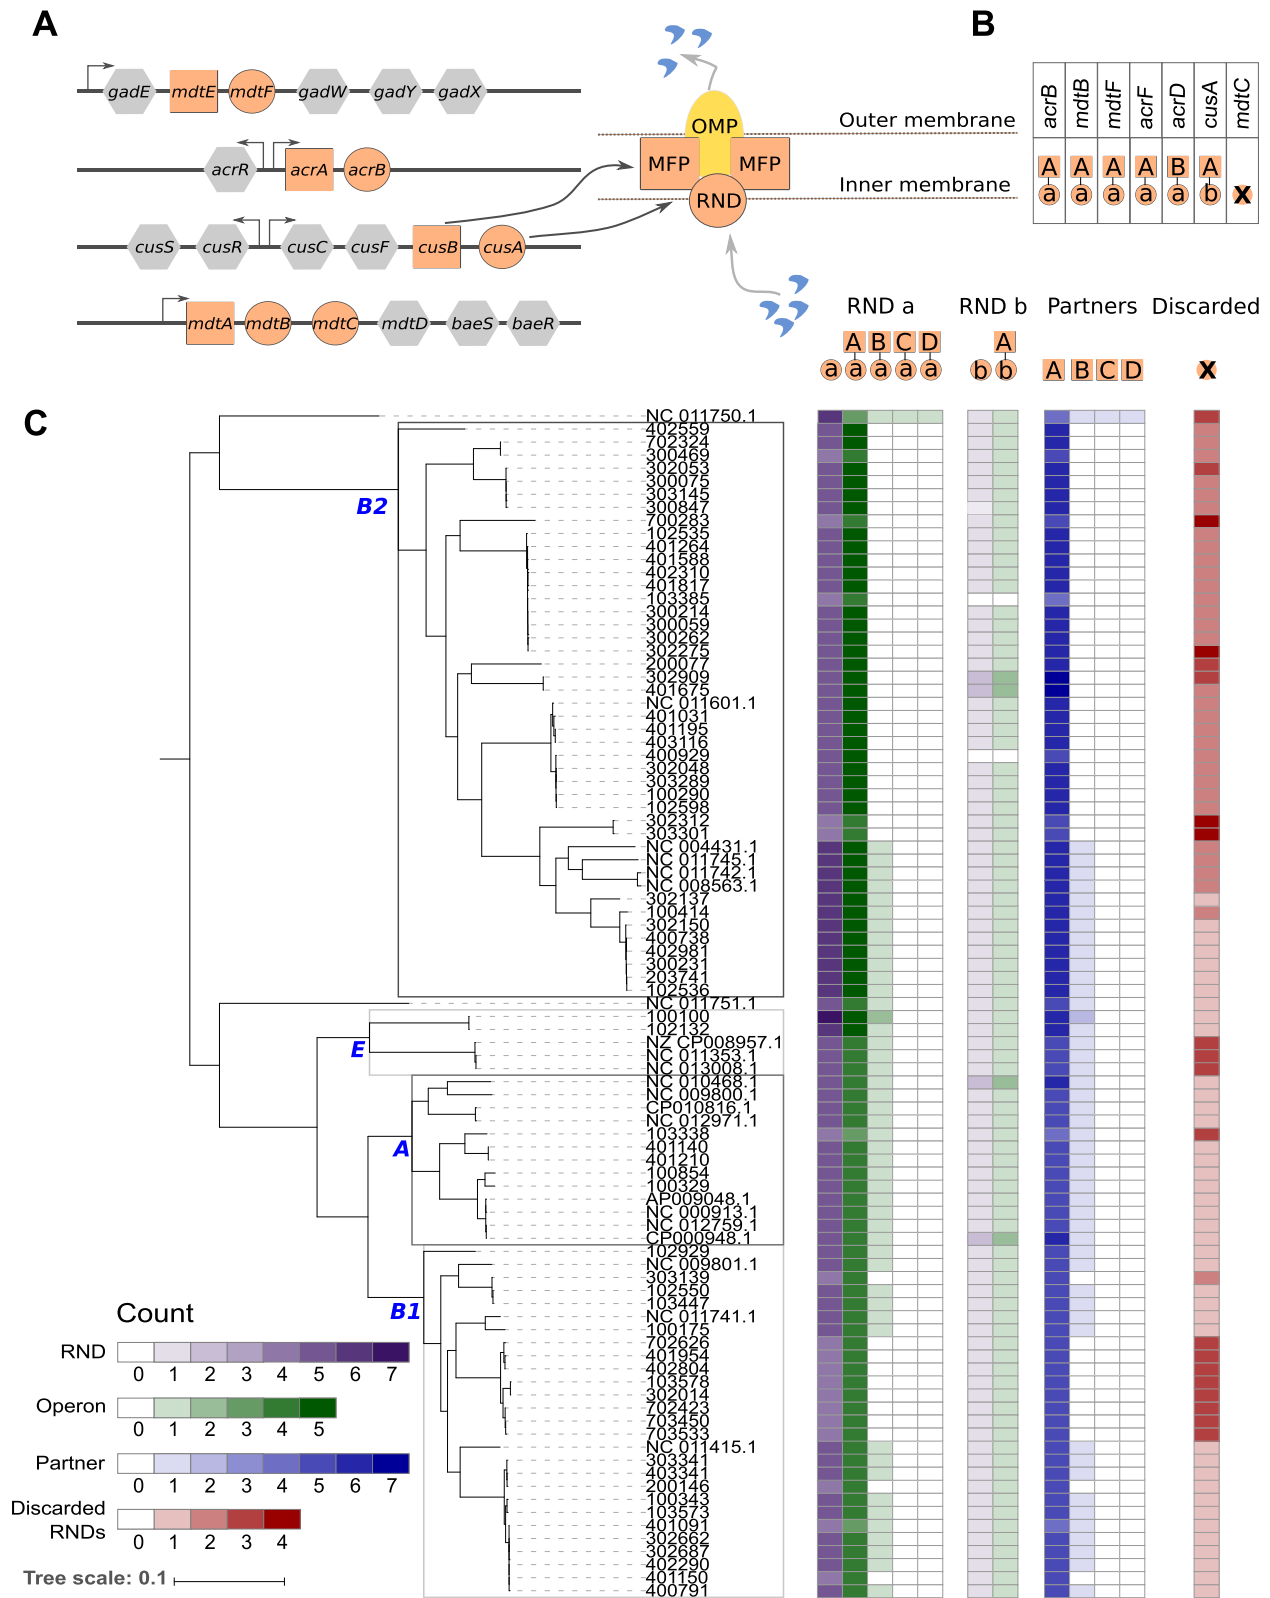 A
B
gadE mdtE mdtF gadW gadY gadX
acrR acrA acrB
cusS cusR cusC cusF cusB cusA
mdtA mdtB mdtC mdtD baeS baeR
OMP
MFP MFP
RND
Outer membrane
Inner membrane
acrB mdtB mdtF acrF acrD cusA mdtC
A A A A B A
a a a a a b x
RND a RND b Partners Discarded
A B C D A
a a a a a b b A B C D x
C
NC 011750.1
402559
702324
300469
302053
300075
303145
300847
700283
102535
401264
401588
402310
401817
103385
300214
300059
300262
302275
200077
302909
401675
NC 011601.1
401031
401195
403116
400929
302048
303289
100290
102598
302312
303301
NC 004431.1
NC 011745.1
NC 011742.1
NC 008563.1
302137
100414
302150
400738
402981
300231
203741
102536
NC 011751.1
100100
102132
NZ CP008957.1
NC 011353.1
NC 013008.1
NC 010468.1
NC 009800.1
CP010816.1
NC 012971.1
103338
401140
401210
100854
100329
AP009048.1
NC 000913.1
NC 012759.1
CP000948.1
102929
NC 009801.1
303139
102550
103447
NC 011741.1
100175
702626
401954
402804
103578
302014
702423
703450
703533
NC 011415.1
303341
403341
200146
100343
103573
401091
302662
302687
402290
401150
400791
B2
E
A
B1
Count
RND
0 1 2 3 4 5 6 7
Operon
0 1 2 3 4 5
Partner
0 1 2 3 4 5 6 7
Discarded
RNDs
0 1 2 3 4
Tree scale: 0.1